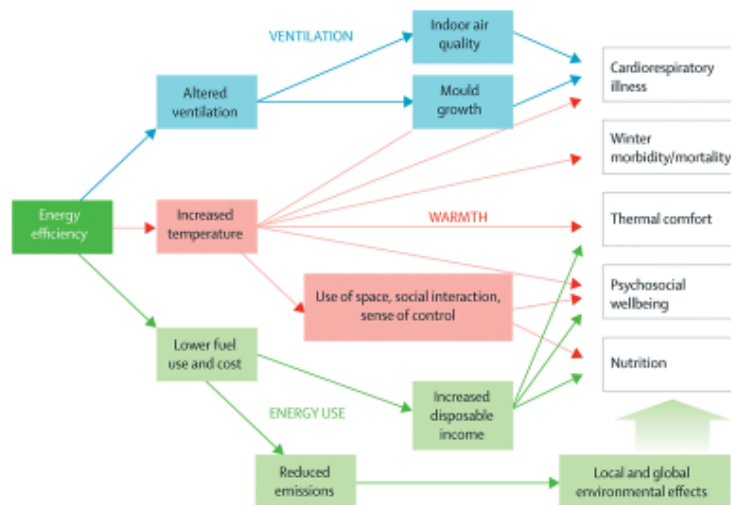 VENTILATION
Indoor air
quality
Cardiorespiratory
illness
Altered
ventilation
Mould
growth
Winter
morbidity/mortality
Energy
efficiency
Increased
temperature
WARMTH
Thermal comfort
Use of space, social interaction,
sense of control
Psychosocial
wellbeing
Lower fuel
use and cost
Nutrition
ENERGY USE
Increased
disposable
income
Reduced
emissions
Local and global
environmental effects